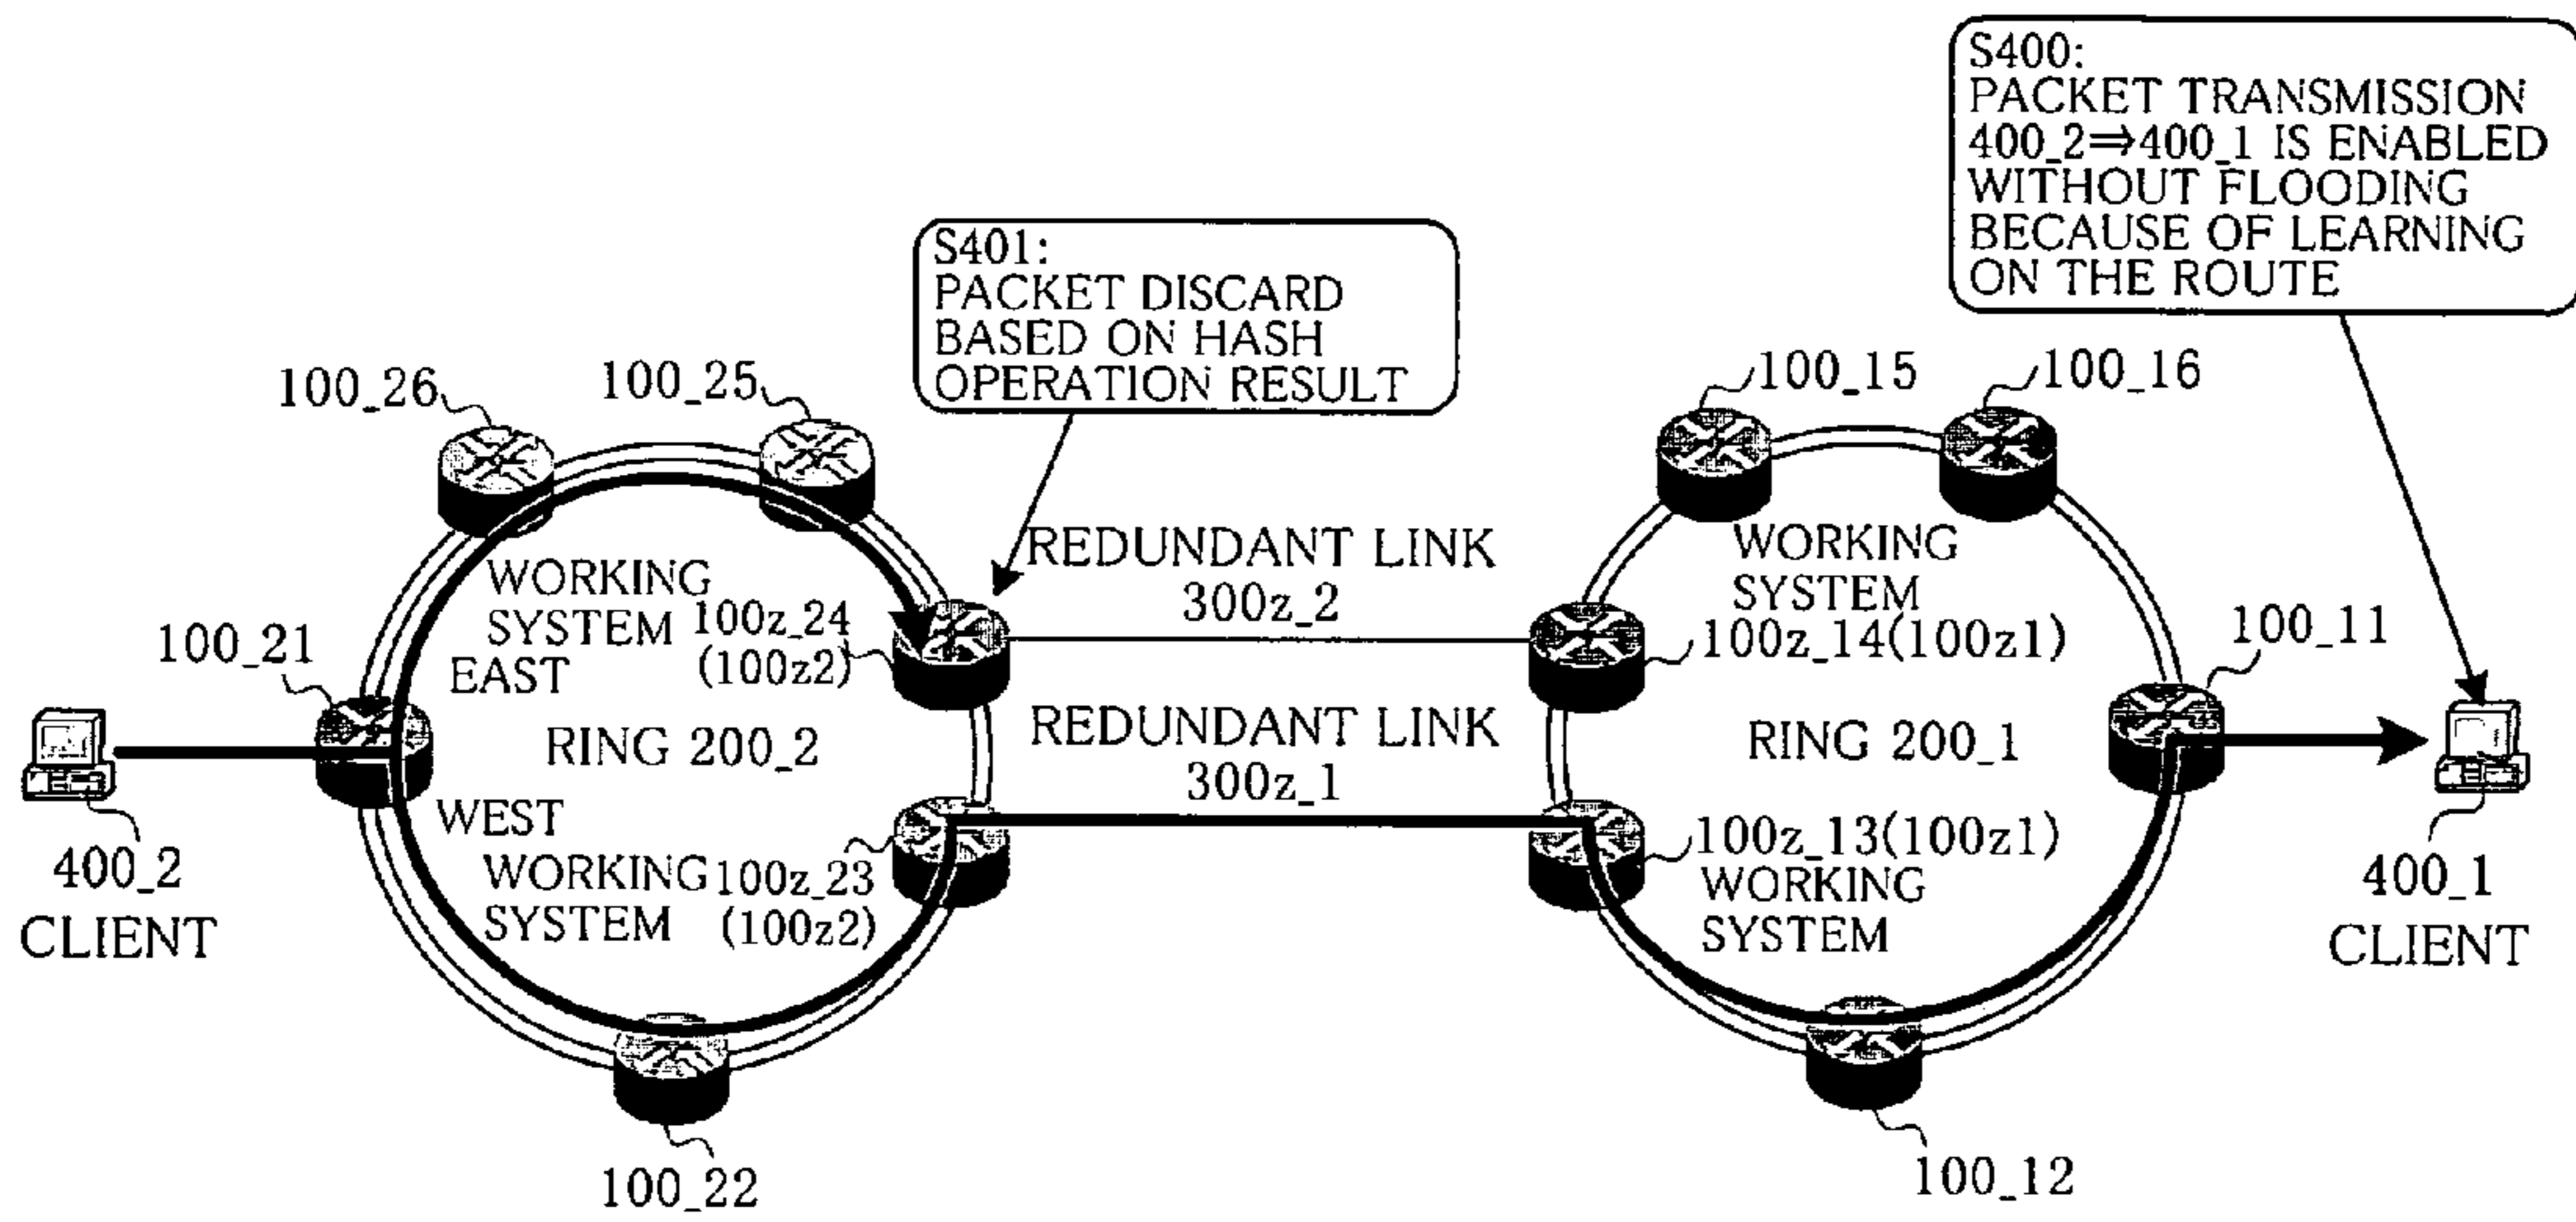 S400:
PACKET TRANSMISSION
400_2⇒400_1 IS ENABLED
WITHOUT FLOODING
BECAUSE OF LEARNING
ON THE ROUTE
S401:
PACKET DISCARD
BASED ON HASH
OPERATION RESULT
100_26
100_25
100_15
100_16
REDUNDANT LINK
300z_2
WORKING
SYSTEM
EAST
100z_24
(100z2)
WORKING
SYSTEM
100z_14(100z1)
100_11
100_21
RING 200_2
REDUNDANT LINK
300z_1
RING 200_1
WEST
WORKING
SYSTEM
100z_23
(100z2)
100z_13(100z1)
WORKING
SYSTEM
400_2
CLIENT
400_1
CLIENT
100_22
100_12